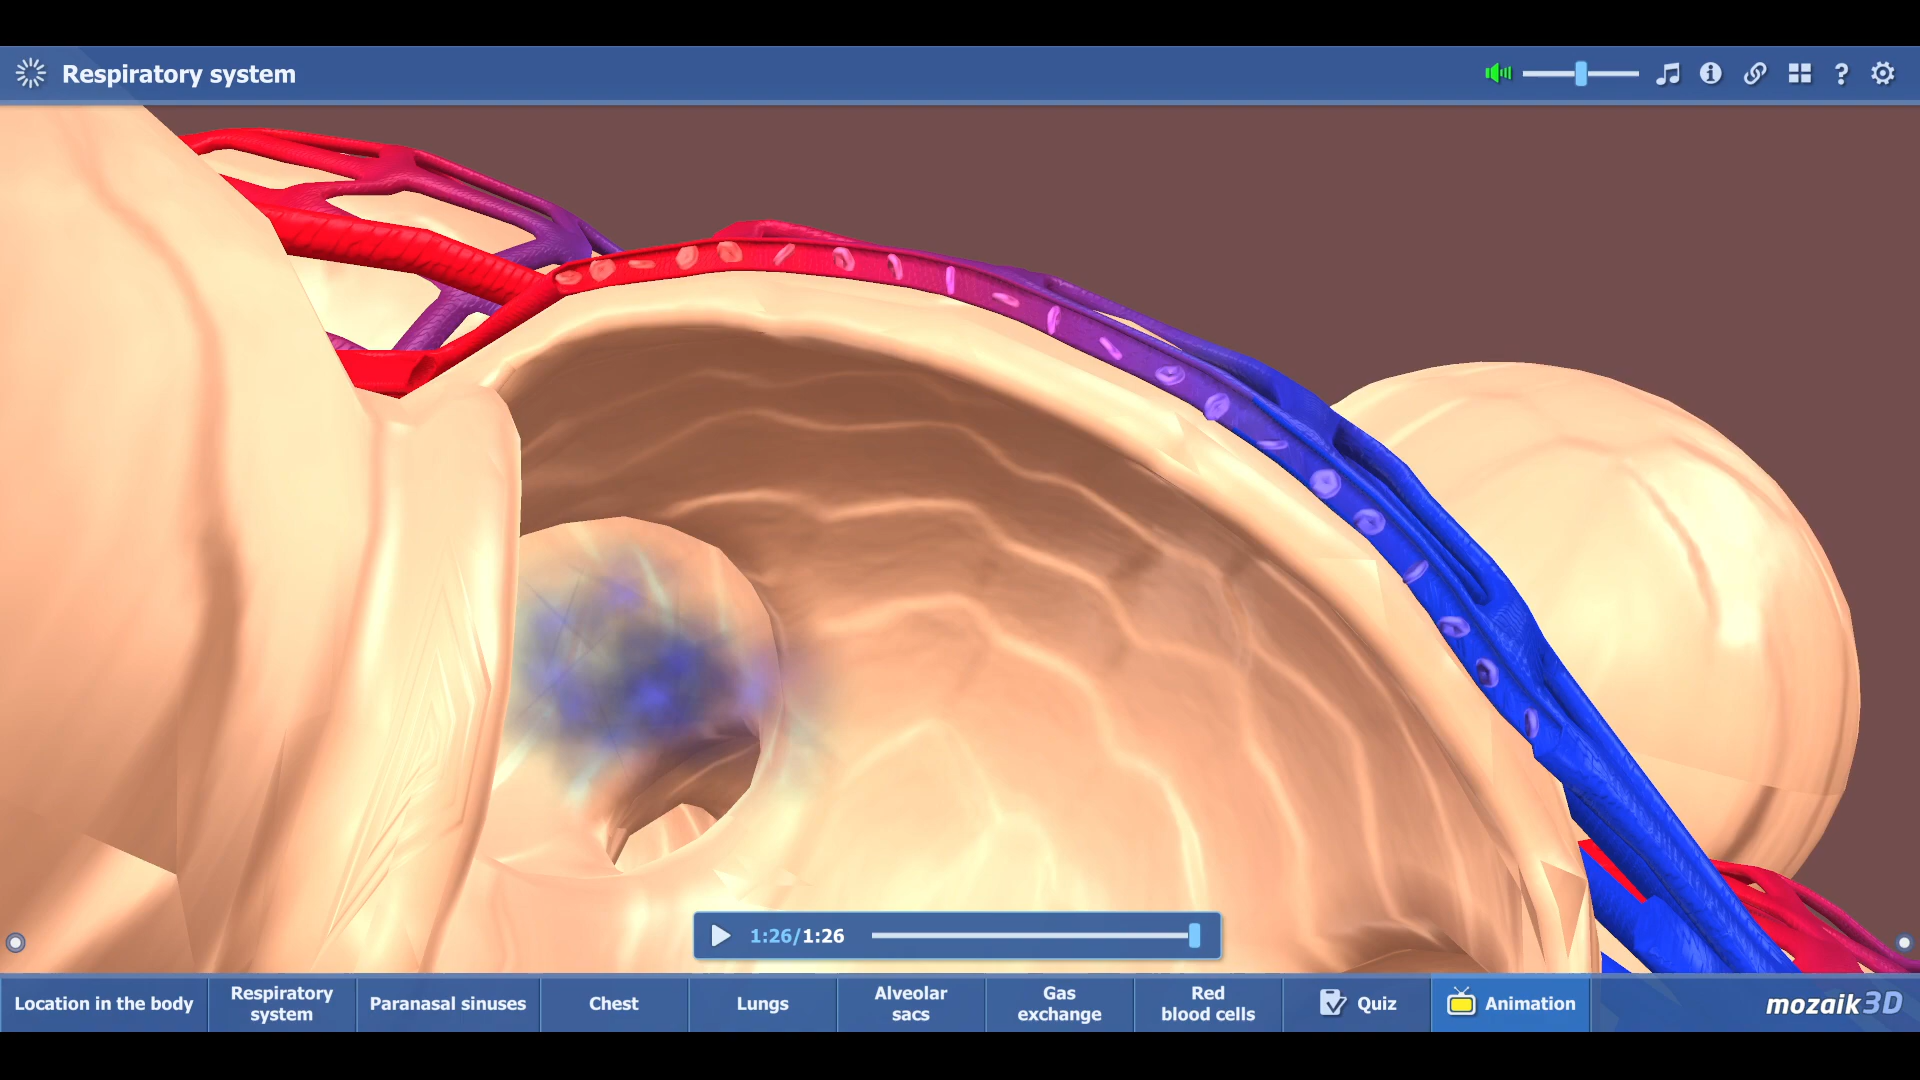 Respiratory system
?
1:26/1:26
Location in the body
Respiratory
system
Paranasal sinuses
Chest
Lungs
Alveolar
sacs
Gas
exchange
Red
blood cells
Quiz
Animation
mozaik3D